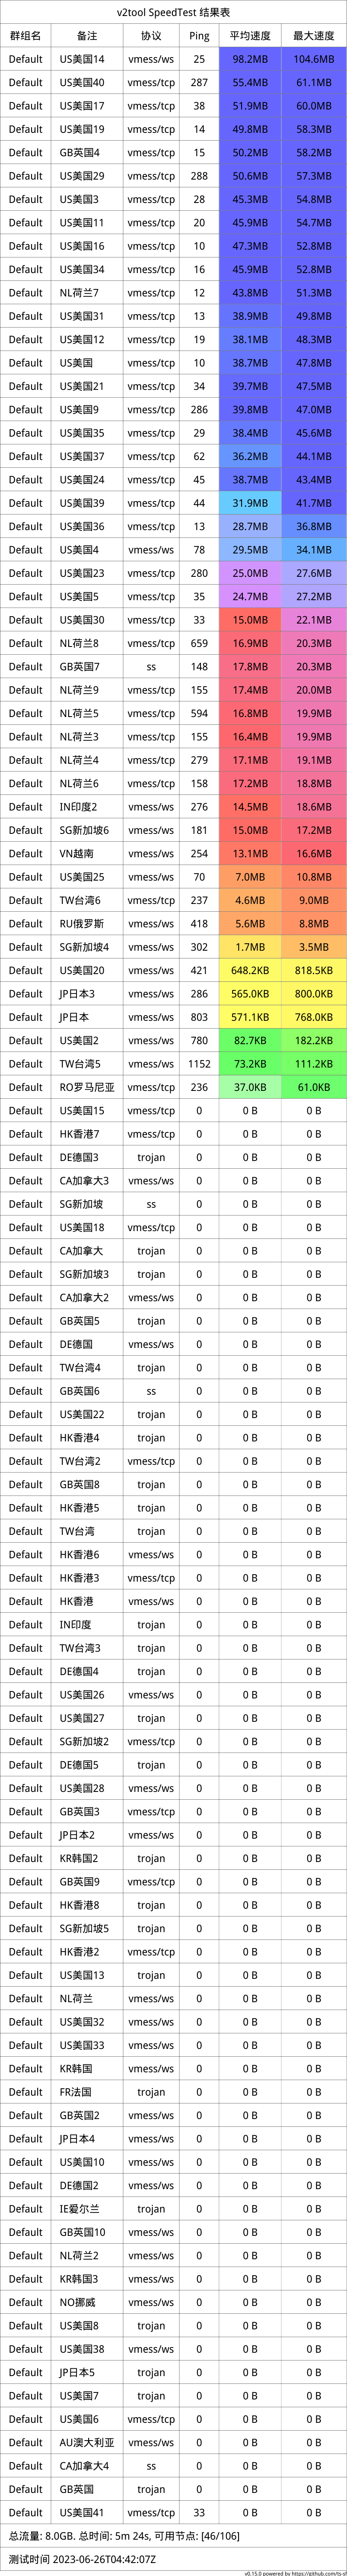 v2tool SpeedTest 结果表
群组名 备注 协议 Ping 平均速度 最大速度
Default US美国14 vmess/ws 25 98.2MB 104.6MB
Default US美国40 vmess/tcp 287 55.4MB 61.1MB
Default US美国17 vmess/tcp 38 51.9MB 60.0MB
Default US美国19 vmess/tcp 14 49.8MB 58.3MB
Default GB英国4 vmess/tcp 15 50.2MB 58.2MB
Default US美国29 vmess/tcp 288 50.6MB 57.3MB
Default US美国3 vmess/tcp 28 45.3MB 54.8MB
Default US美国11 vmess/tcp 20 45.9MB 54.7MB
Default US美国16 vmess/tcp 10 47.3MB 52.8MB
Default US美国34 vmess/tcp 16 45.9MB 52.8MB
Default NL荷兰7 vmess/tcp 12 43.8MB 51.3MB
Default US美国31 vmess/tcp 13 38.9MB 49.8MB
Default US美国12 vmess/tcp 19 38.1MB 48.3MB
Default US美国 vmess/tcp 10 38.7MB 47.8MB
Default US美国21 vmess/tcp 34 39.7MB 47.5MB
Default US美国9 vmess/tcp 286 39.8MB 47.0MB
Default US美国35 vmess/tcp 29 38.4MB 45.6MB
Default US美国37 vmess/tcp 62 36.2MB 44.1MB
Default US美国24 vmess/tcp 45 38.7MB 43.4MB
Default US美国39 vmess/tcp 44 31.9MB 41.7MB
Default US美国36 vmess/tcp 13 28.7MB 36.8MB
Default US美国4 vmess/tcp 78 29.5MB 34.1MB
Default US美国23 vmess/tcp 280 25.0MB 27.6MB
Default US美国5 vmess/tcp 35 24.7MB 27.2MB
Default US美国30 vmess/tcp 33 15.0MB 22.1MB
Default NL荷兰8 vmess/tcp 659 16.9MB 20.3MB
Default GB英国7 ss 148 17.8MB 20.3MB
Default NL荷兰9 vmess/tcp 155 17.4MB 20.0MB
Default NL荷兰5 vmess/tcp 594 16.8MB 19.9MB
Default NL荷兰3 vmess/tcp 155 16.4MB 19.9MB
Default NL荷兰4 vmess/tcp 279 17.1MB 19.1MB
Default NL荷兰6 vmess/tcp 158 17.2MB 18.8MB
Default IN印度2 vmess/ws 276 14.5MB 18.6MB
Default SG新加坡6 vmess/ws 181 15.0MB 17.2MB
Default VN越南 vmess/ws 254 13.1MB 16.6MB
Default US美国25 vmess/ws 70 7.0MB 10.8MB
Default TW台湾6 vmess/tcp 237 4.6MB 9.0MB
Default RU俄罗斯 vmess/ws 418 5.6MB 8.8MB
Default SG新加坡4 vmess/ws 302 1.7MB 3.5MB
Default US美国20 vmess/ws 421 648.2KB 818.5KB
Default JP日本3 vmess/ws 286 565.0KB 800.0KB
Default JP日本 vmess/ws 803 571.1KB 768.0KB
Default US美国2 vmess/ws 780 82.7KB 182.2KB
Default TW台湾5 vmess/ws 1152 73.2KB 111.2KB
Default RO罗马尼亚 vmess/tcp 236 37.0KB 61.0KB
Default US美国15 vmess/tcp 0 0 B 0 B
Default HK香港7 vmess/tcp 0 0 B 0 B
Default DE德国3 trojan 0 0 B 0 B
Default CA加拿大3 vmess/ws 0 0 B 0 B
Default SG新加坡 ss 0 0 B 0 B
Default US美国18 vmess/tcp 0 0 B 0 B
Default CA加拿大 trojan 0 0 B 0 B
Default SG新加坡3 trojan 0 0 B 0 B
Default CA加拿大2 vmess/ws 0 0 B 0 B
Default GB英国5 trojan 0 0 B 0 B
Default DE德国 vmess/ws 0 0 B 0 B
Default TW台湾4 trojan 0 0 B 0 B
Default GB英国6 ss 0 0 B 0 B
Default US美国22 trojan 0 0 B 0 B
Default HK香港4 trojan 0 0 B 0 B
Default TW台湾2 vmess/tcp 0 0 B 0 B
Default GB英国8 trojan 0 0 B 0 B
Default HK香港5 trojan 0 0 B 0 B
Default TW台湾 trojan 0 0 B 0 B
Default HK香港6 vmess/ws 0 0 B 0 B
Default HK香港3 vmess/tcp 0 0 B 0 B
Default HK香港 vmess/ws 0 0 B 0 B
Default IN印度 trojan 0 0 B 0 B
Default TW台湾3 trojan 0 0 B 0 B
Default DE德国4 trojan 0 0 B 0 B
Default US美国26 vmess/ws 0 0 B 0 B
Default US美国27 trojan 0 0 B 0 B
Default SG新加坡2 vmess/tcp 0 0 B 0 B
Default DE德国5 trojan 0 0 B 0 B
Default US美国28 vmess/ws 0 0 B 0 B
Default GB英国3 vmess/tcp 0 0 B 0 B
Default JP日本2 vmess/ws 0 0 B 0 B
Default KR韩国2 trojan 0 0 B 0 B
Default GB英国9 vmess/tcp 0 0 B 0 B
Default HK香港8 trojan 0 0 B 0 B
Default SG新加坡5 trojan 0 0 B 0 B
Default HK香港2 vmess/tcp 0 0 B 0 B
Default US美国13 trojan 0 0 B 0 B
Default NL荷兰 vmess/ws 0 0 B 0 B
Default US美国32 vmess/ws 0 0 B 0 B
Default US美国33 vmess/ws 0 0 B 0 B
Default KR韩国 vmess/ws 0 0 B 0 B
Default FR法国 trojan 0 0 B 0 B
Default GB英国2 vmess/ws 0 0 B 0 B
Default JP日本4 vmess/ws 0 0 B 0 B
Default US美国10 vmess/ws 0 0 B 0 B
Default DE德国2 vmess/ws 0 0 B 0 B
Default IE爱尔兰 trojan 0 0 B 0 B
Default GB英国10 vmess/ws 0 0 B 0 B
Default NL荷兰2 vmess/ws 0 0 B 0 B
Default KR韩国3 vmess/ws 0 0 B 0 B
Default NO挪威 vmess/ws 0 0 B 0 B
Default US美国8 trojan 0 0 B 0 B
Default US美国38 vmess/ws 0 0 B 0 B
Default JP日本5 trojan 0 0 B 0 B
Default US美国7 trojan 0 0 B 0 B
Default US美国6 vmess/tcp 0 0 B 0 B
Default AU澳大利亚 vmess/ws 0 0 B 0 B
Default CA加拿大4 ss 0 0 B 0 B
Default GB英国 trojan 0 0 B 0 B
Default US美国41 vmess/tcp 33 0 B 0 B
总流量: 8.0GB. 总时间: 5m 24s, 可用节点: [46/106]
测试时间 2023-06-26T04:42:07Z
v0.15.0 powered by